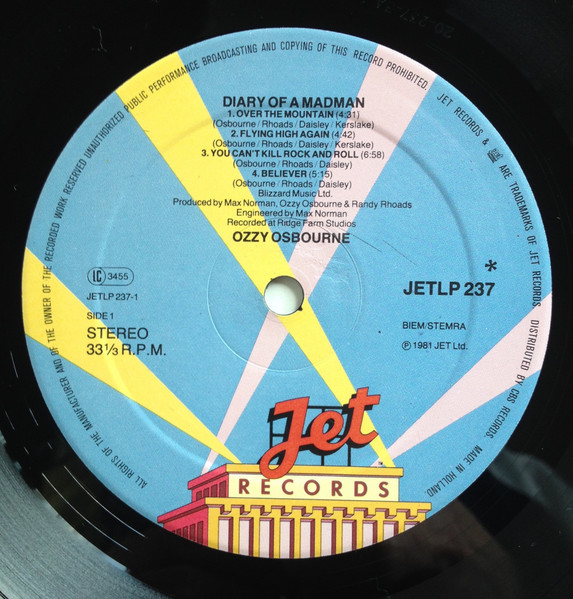 ALL RIGHTS OF THE MANUFACTURER AND OF THE OWNER OF THE RECORDED WORK RESERVED UNAUTHORIZED PUBLIC PERFORMANCE BROADCASTING AND COPYING OF THIS RECORD PROHIBITED. JET RECORDS & ARE TRADEMARKS OF JET RECORDS. DISTRIBUTED BY CBS RECORDS. MADE IN HOLLAND.
DIARY OF A MADMAN
1. OVER THE MOUNTAIN (4:31)
(Osbourne/Rhoads/Daisley/Kerslake)
2. FLYING HIGH AGAIN (4:42)
(Osbourne/Rhoads/Daisley/Kerslake)
3. YOU CAN'T KILL ROCK AND ROLL (6:58)
(Osbourne/Rhoads/Daisley)
4. BELIEVER (5:15)
(Osbourne/Rhoads/Daisley)
Blizzard Music Ltd.
Produced by Max Norman, Ozzy Osbourne & Randy Rhoads
Engineered by Max Norman
Recorded at Ridge Farm Studios
OZZY OSBOURNE
LC 3455
JETLP 237-1
SIDE 1
STEREO
33⅓ R.P.M.
*
JETLP 237
BIEM/STEMRA
℗ 1981 JET Ltd.
Jet
RECORDS